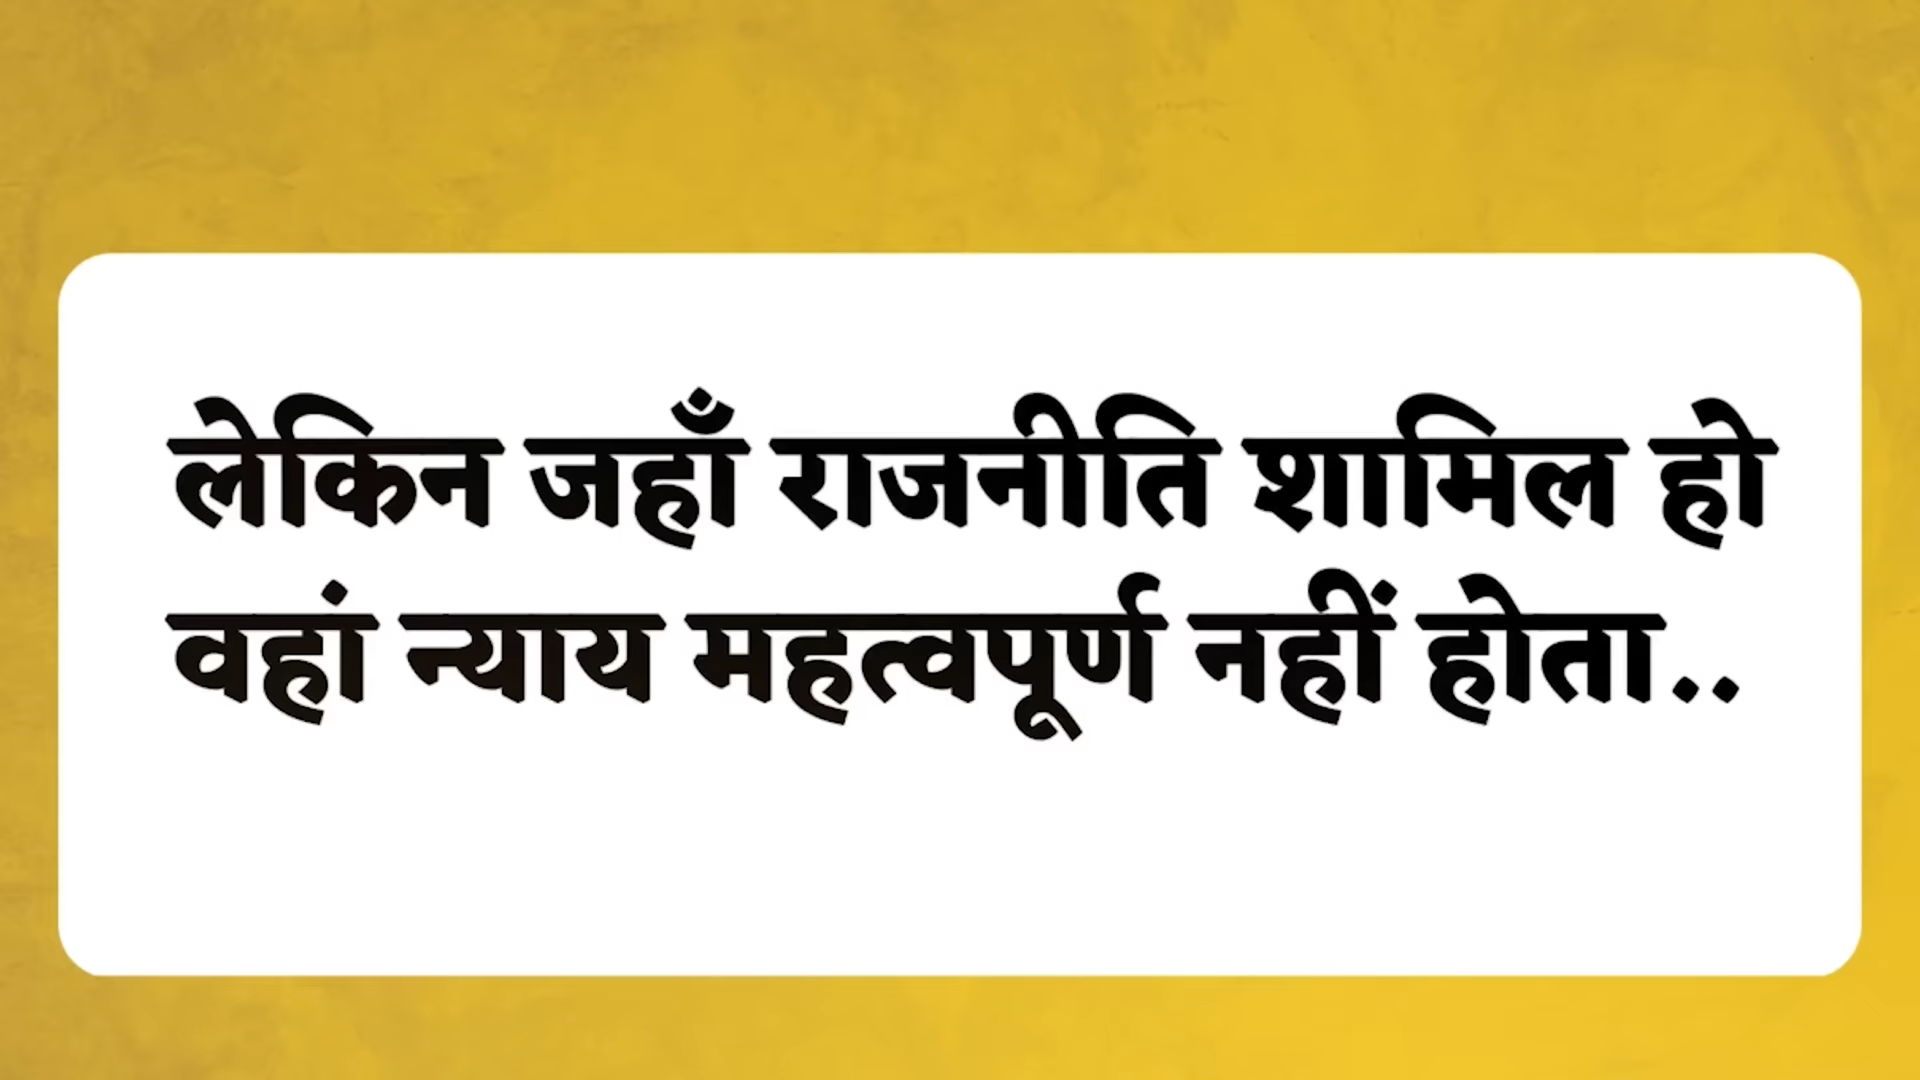 लेकिन जहाँ राजनीति शामिल हो
वहां न्याय महत्वपूर्ण नहीं होता..